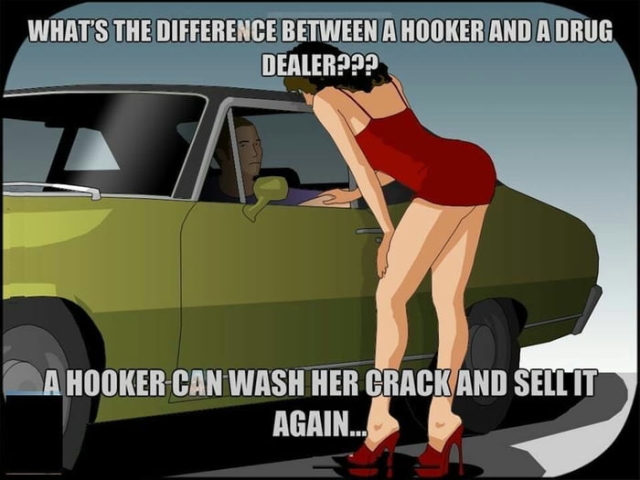 WHAT'S THE DIFFERENCE BETWEEN A HOOKER AND A DRUG
DEALER???
A HOOKER CAN WASH HER CRACK AND SELL IT
AGAIN...